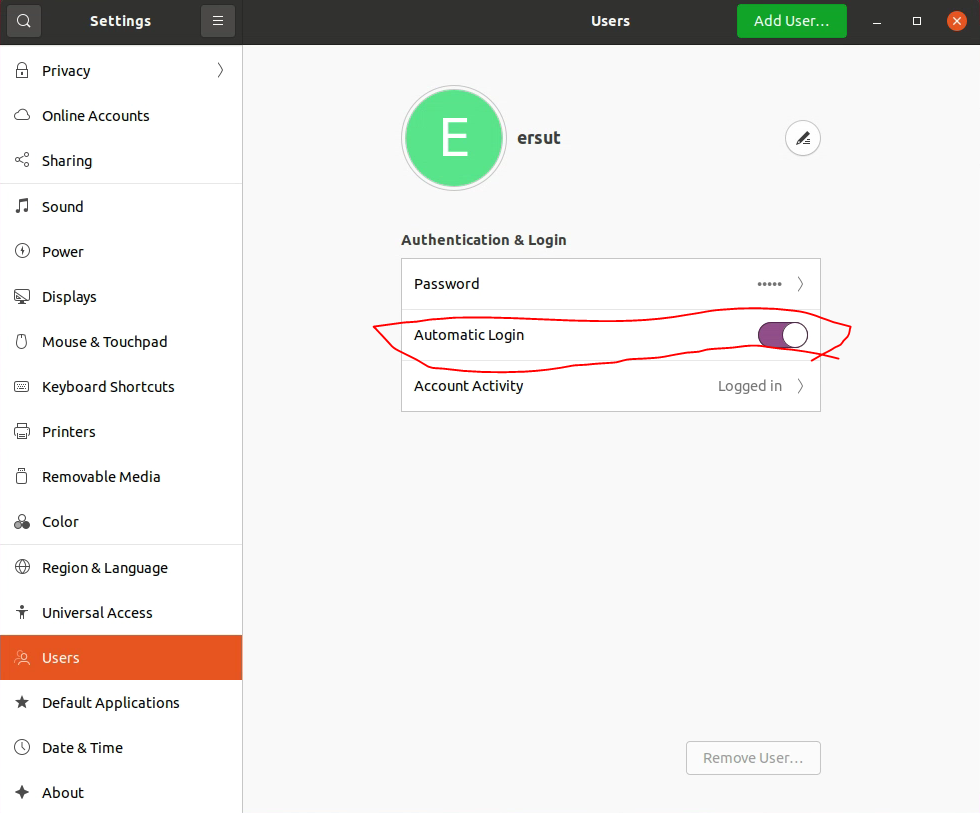 Settings
Users
Add User...
Privacy
Online Accounts
Sharing
Sound
Power
Displays
Mouse & Touchpad
Keyboard Shortcuts
Printers
Removable Media
Color
Region & Language
Universal Access
Users
Default Applications
Date & Time
About
E
ersut
Authentication & Login
Password •••••
Automatic Login
Account Activity Logged in
Remove User...